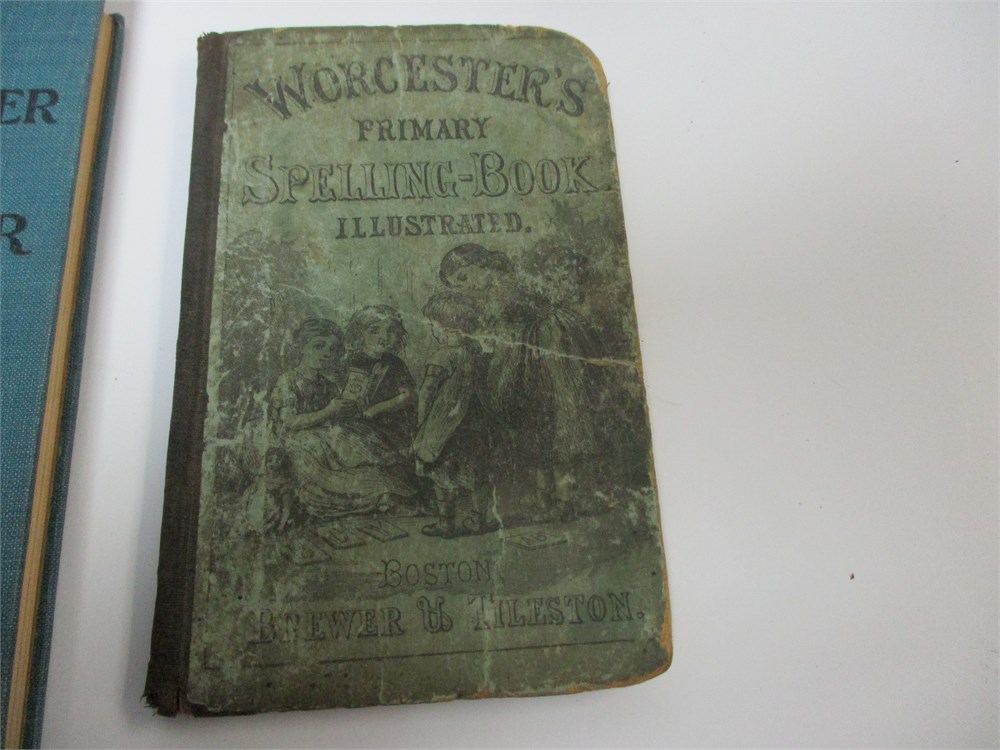 WORCESTER'S
PRIMARY
SPELLING-BOOK
ILLUSTRATED.
BOSTON
BREWER & TILESTON.
ER
R